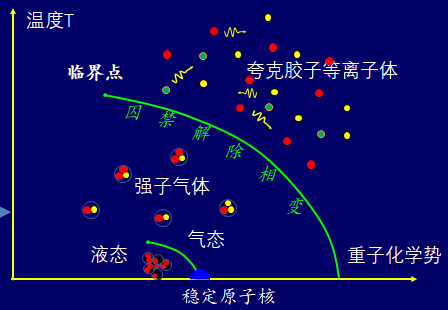 温度T
临界点
夸克胶子等离子体
囚禁解除相变
强子气体
气态
液态
重子化学势
稳定原子核